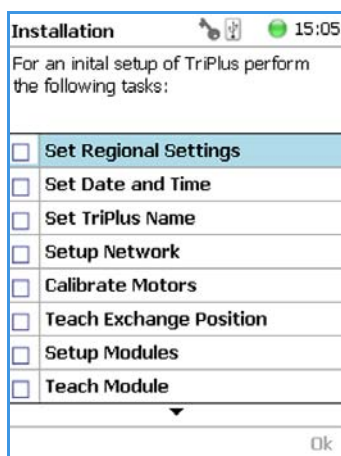 Installation 15:05
For an inital setup of TriPlus perform
the following tasks:
Set Regional Settings
Set Date and Time
Set TriPlus Name
Setup Network
Calibrate Motors
Teach Exchange Position
Setup Modules
Teach Module
Ok